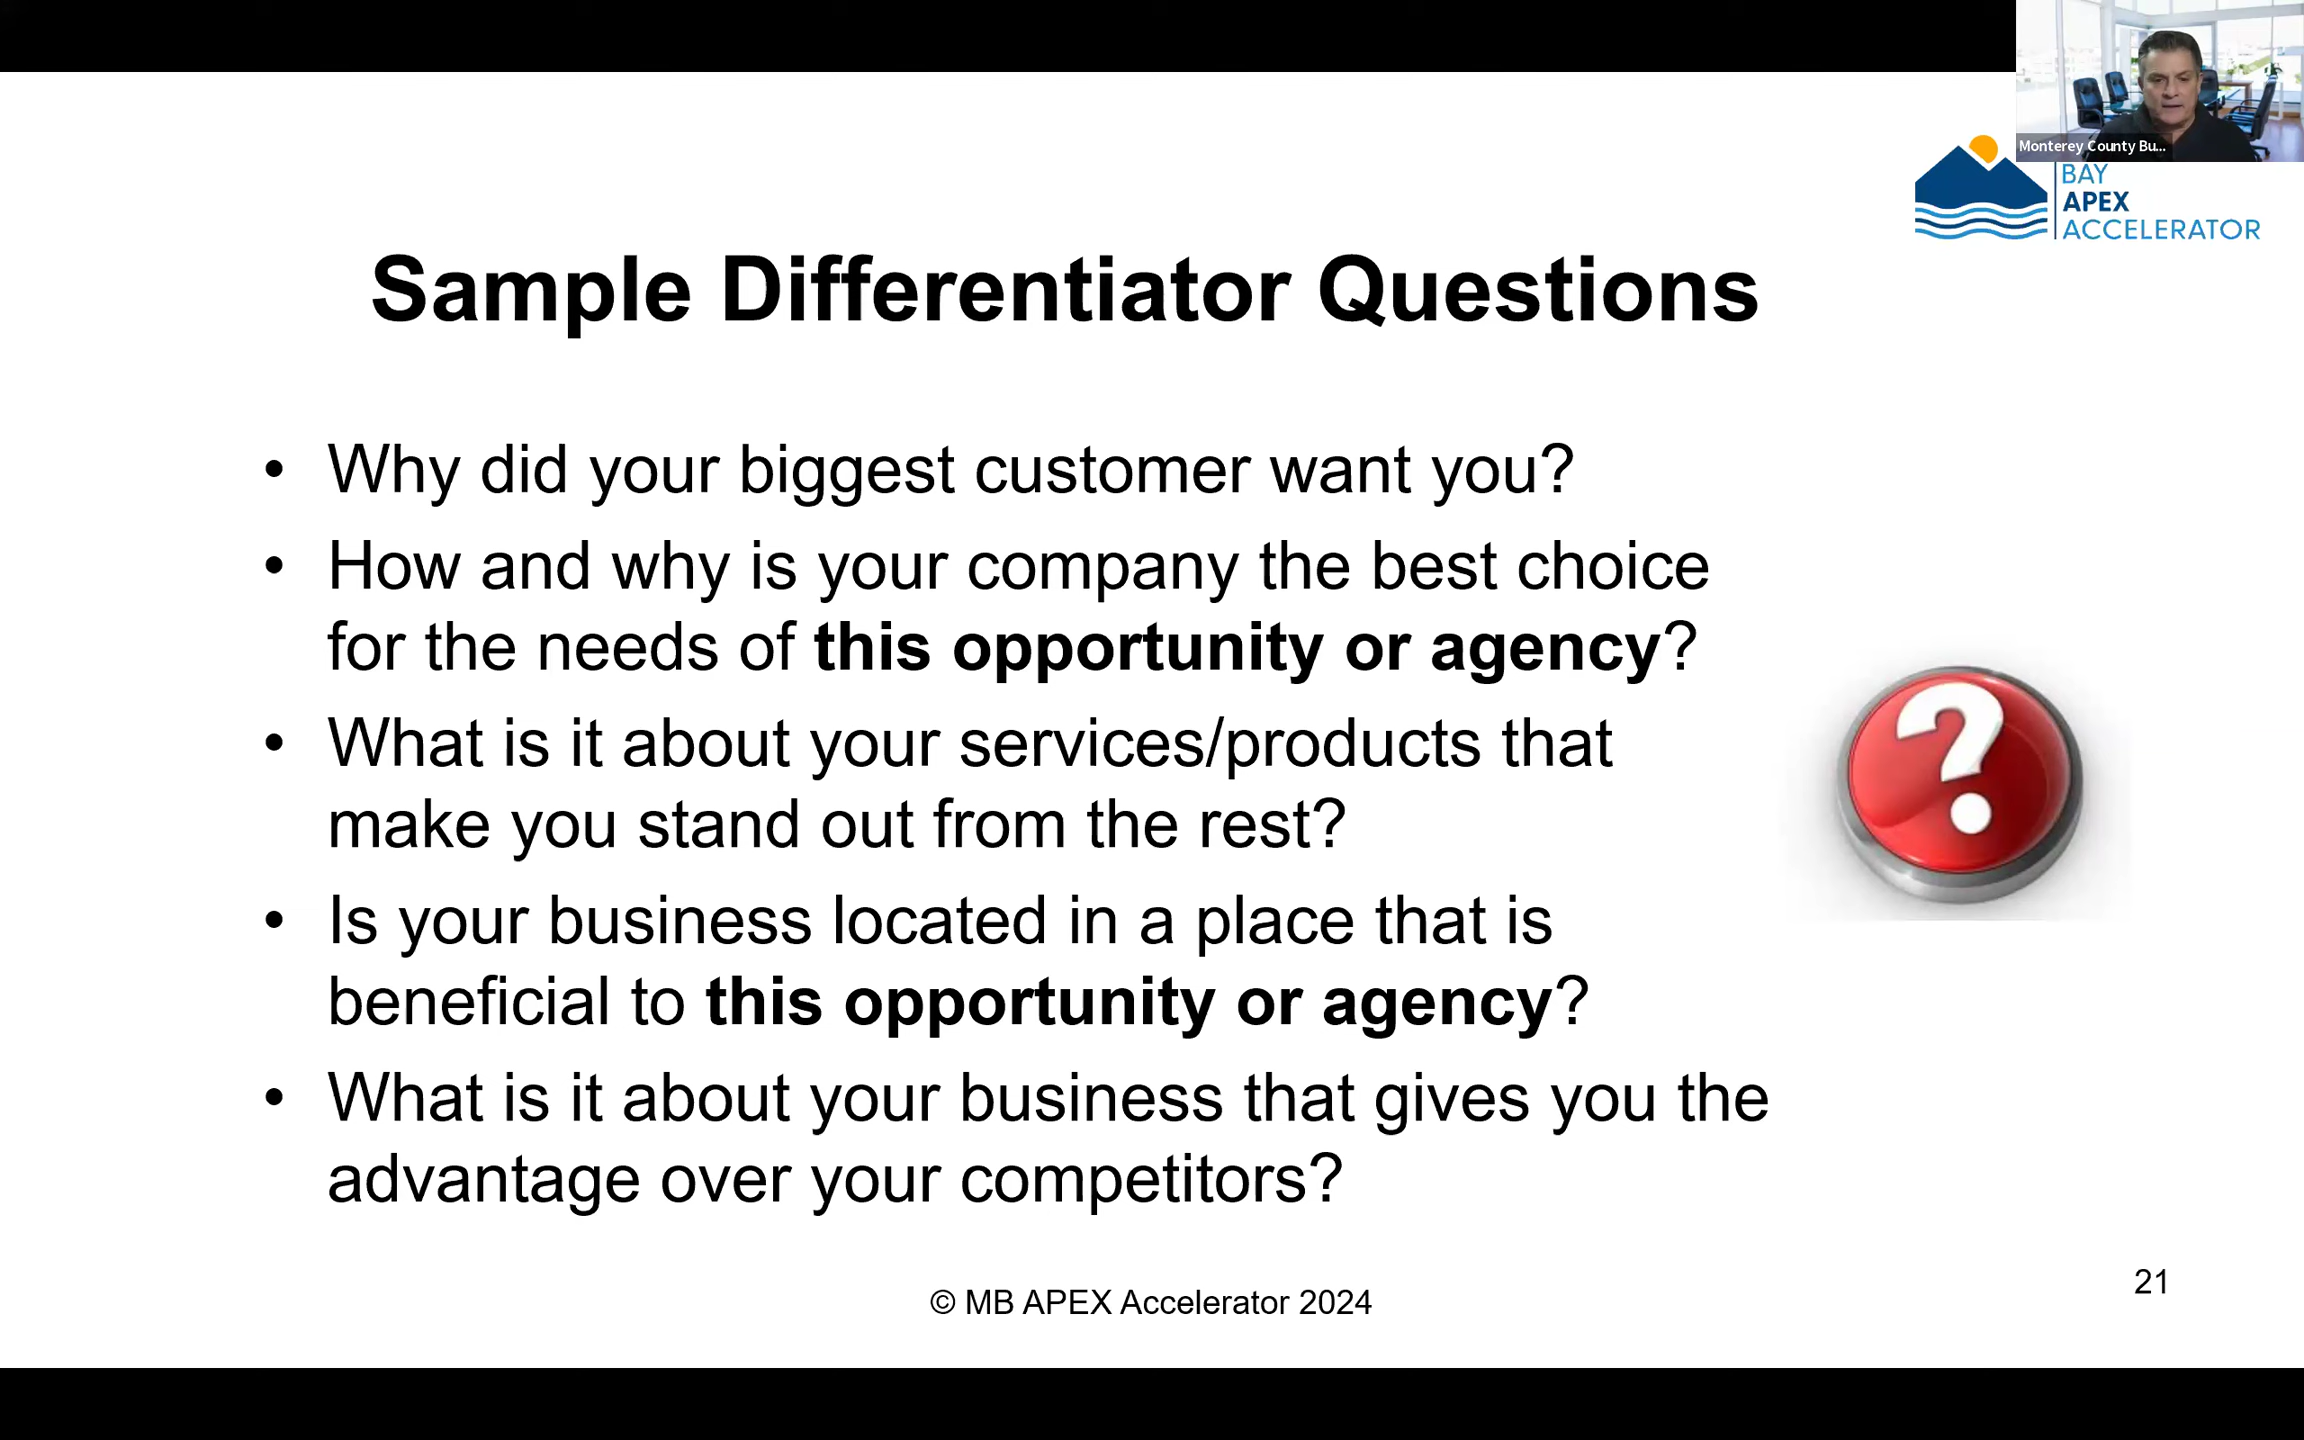 Monterey County Bu...
BAY
APEX
ACCELERATOR
Sample Differentiator Questions
• Why did your biggest customer want you?
• How and why is your company the best choice
for the needs of this opportunity or agency?
• What is it about your services/products that
make you stand out from the rest?
• Is your business located in a place that is
beneficial to this opportunity or agency?
• What is it about your business that gives you the
advantage over your competitors?
?
© MB APEX Accelerator 2024
21